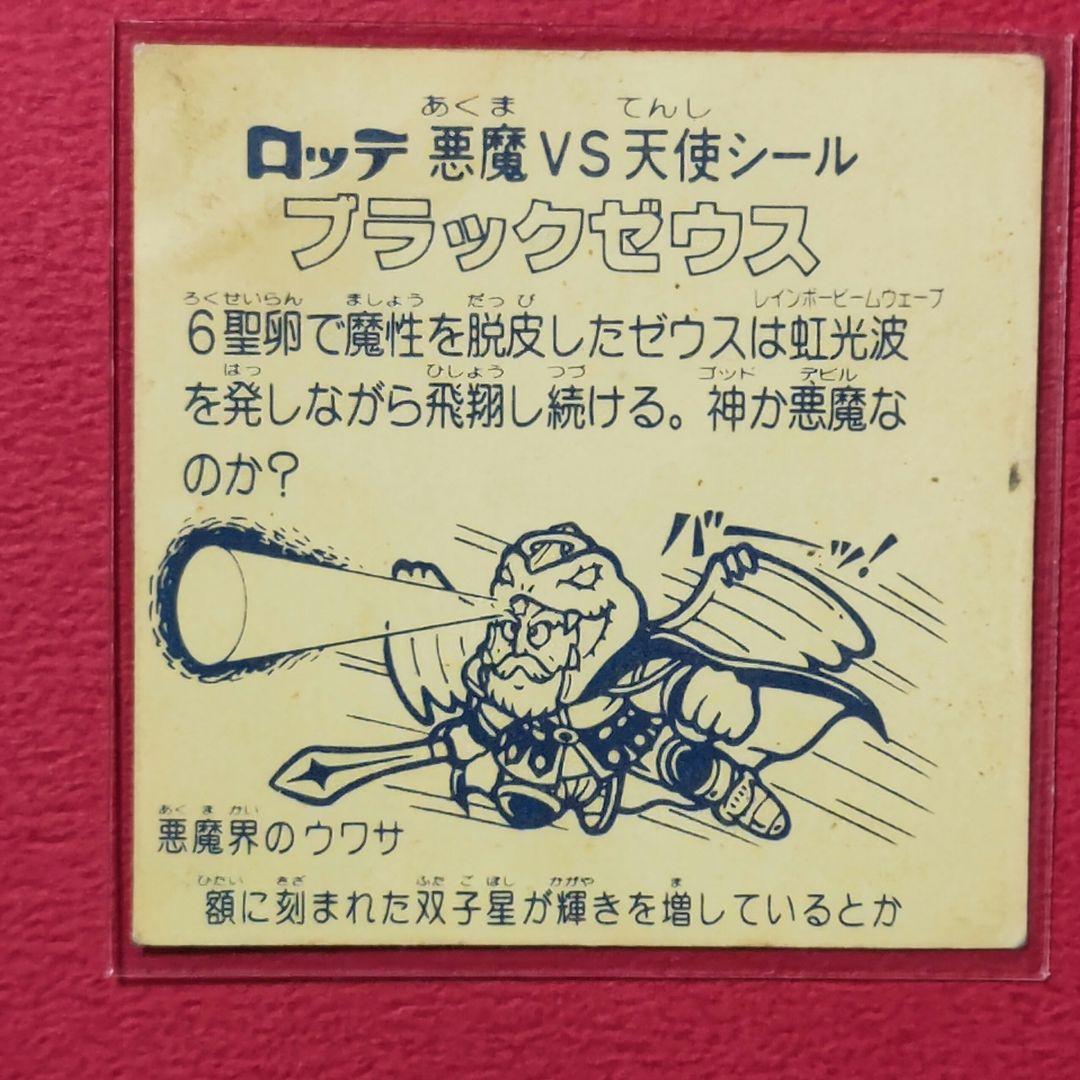 あくま てんし
ロッテ 悪魔VS天使シール
ブラックゼウス
ろくせいらん ましょう だっぴ レインボービームウェーブ
6聖卵で魔性を脱皮したゼウスは虹光波
はっ ひしょう つづ ゴッド デビル
を発しながら飛翔し続ける。神か悪魔な
のか?
バーッ!
あくまかい
悪魔界のウワサ
ひたい きざ ふたごぼし かがや ま
額に刻まれた双子星が輝きを増しているとか